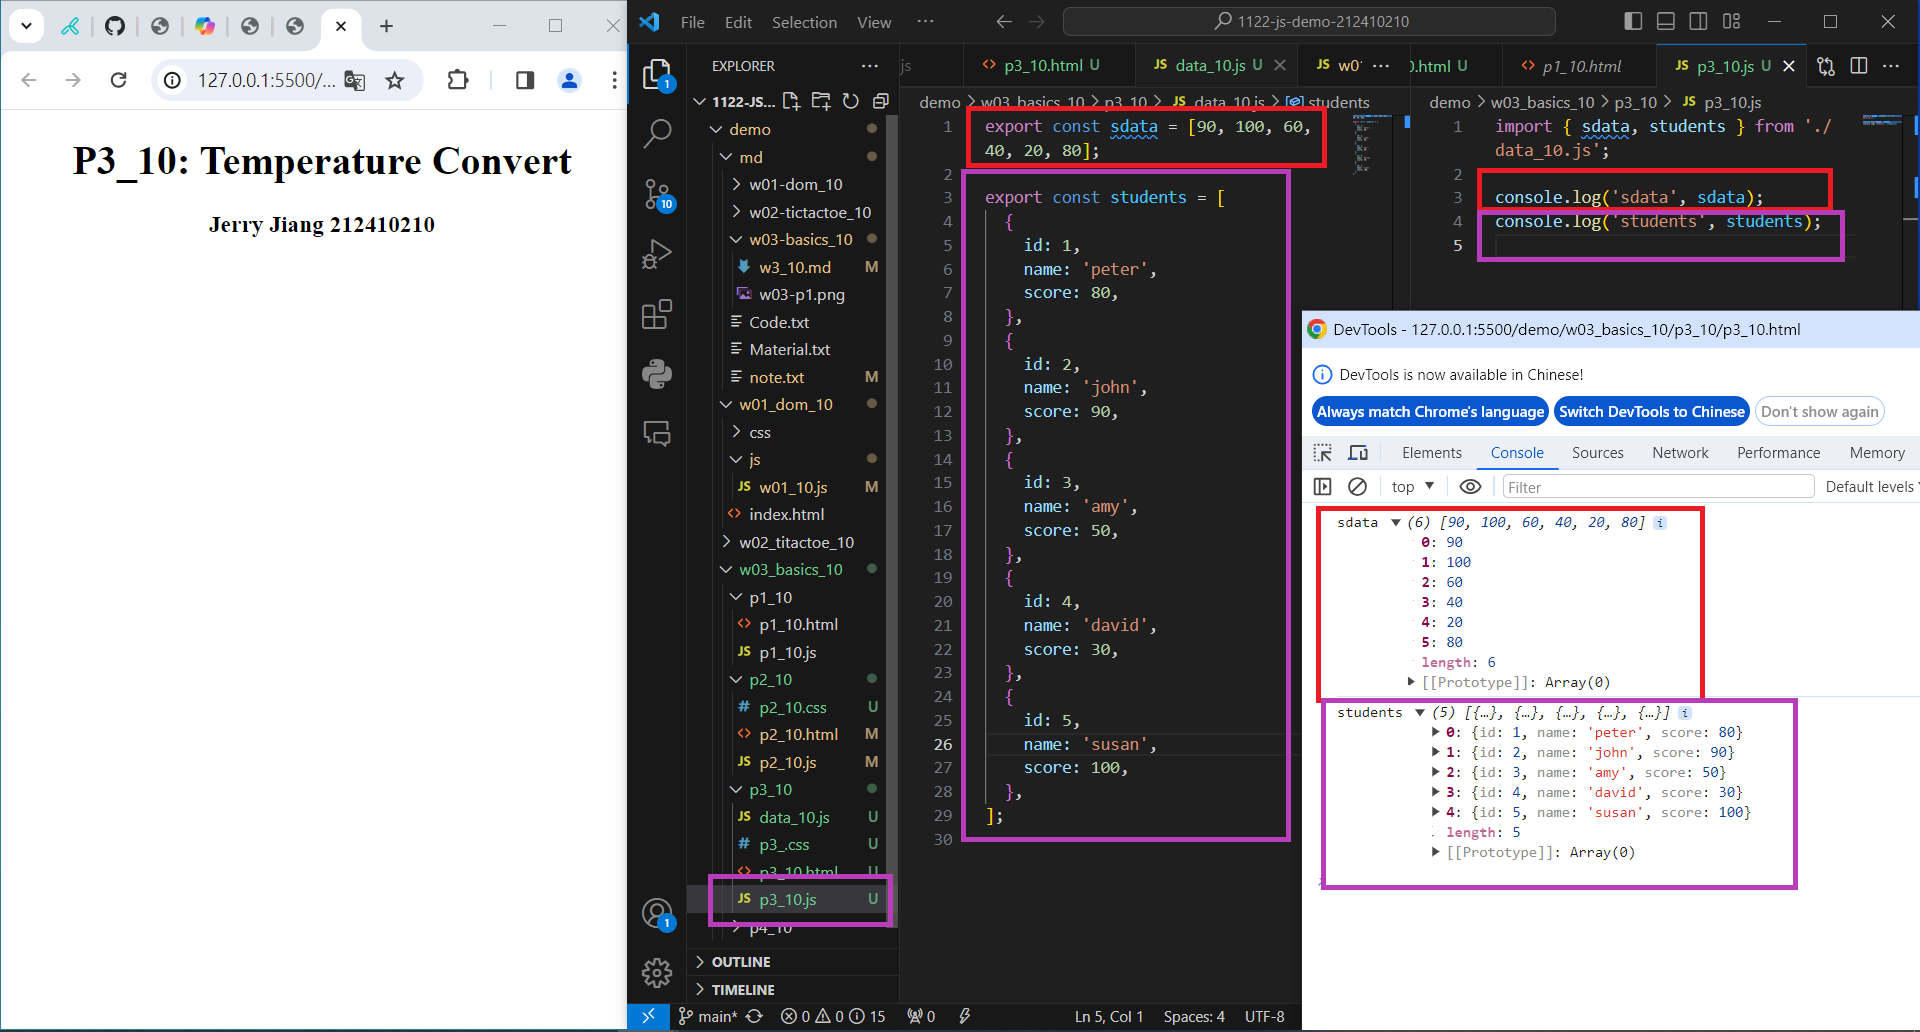 127.0.0.1:5500/...
P3_10: Temperature Convert
Jerry Jiang 212410210
File Edit Selection View ···
1122-js-demo-212410210
EXPLORER
1122-JS...
demo
md
w01-dom_10
w02-tictactoe_10
w03-basics_10
w3_10.md M
w03-p1.png
Code.txt
Material.txt
note.txt M
w01_dom_10
css
js
JS w01_10.js M
index.html
w02_titactoe_10
w03_basics_10
p1_10
p1_10.html
JS p1_10.js
p2_10
# p2_10.css U
p2_10.html M
JS p2_10.js M
p3_10
JS data_10.js U
# p3_.css U
p3_10.html U
JS p3_10.js U
p4_10
OUTLINE
TIMELINE
1
10
1
js
p3_10.html U
JS data_10.js U
JS w0
demo > w03_basics_10 > p3_10 > JS data_10.js > students
1 export const sdata = [90, 100, 60,
40, 20, 80];
2
3 export const students = [
4 {
5 id: 1,
6 name: 'peter',
7 score: 80,
8 },
9 {
10 id: 2,
11 name: 'john',
12 score: 90,
13 },
14 {
15 id: 3,
16 name: 'amy',
17 score: 50,
18 },
19 {
20 id: 4,
21 name: 'david',
22 score: 30,
23 },
24 {
25 id: 5,
26 name: 'susan',
27 score: 100,
28 },
29 ];
30
0.html U
p1_10.html
JS p3_10.js U
demo > w03_basics_10 > p3_10 > JS p3_10.js
1 import { sdata, students } from './
data_10.js';
2
3 console.log('sdata', sdata);
4 console.log('students', students);
5
DevTools - 127.0.0.1:5500/demo/w03_basics_10/p3_10/p3_10.html
DevTools is now available in Chinese!
Always match Chrome's language Switch DevTools to Chinese Don't show again
Elements Console Sources Network Performance Memory
top Filter Default levels
sdata (6) [90, 100, 60, 40, 20, 80] i
0: 90
1: 100
2: 60
3: 40
4: 20
5: 80
length: 6
[[Prototype]]: Array(0)
students (5) [{…}, {…}, {…}, {…}, {…}] i
0: {id: 1, name: 'peter', score: 80}
1: {id: 2, name: 'john', score: 90}
2: {id: 3, name: 'amy', score: 50}
3: {id: 4, name: 'david', score: 30}
4: {id: 5, name: 'susan', score: 100}
length: 5
[[Prototype]]: Array(0)
main* 0 0 15 0 Ln 5, Col 1 Spaces: 4 UTF-8